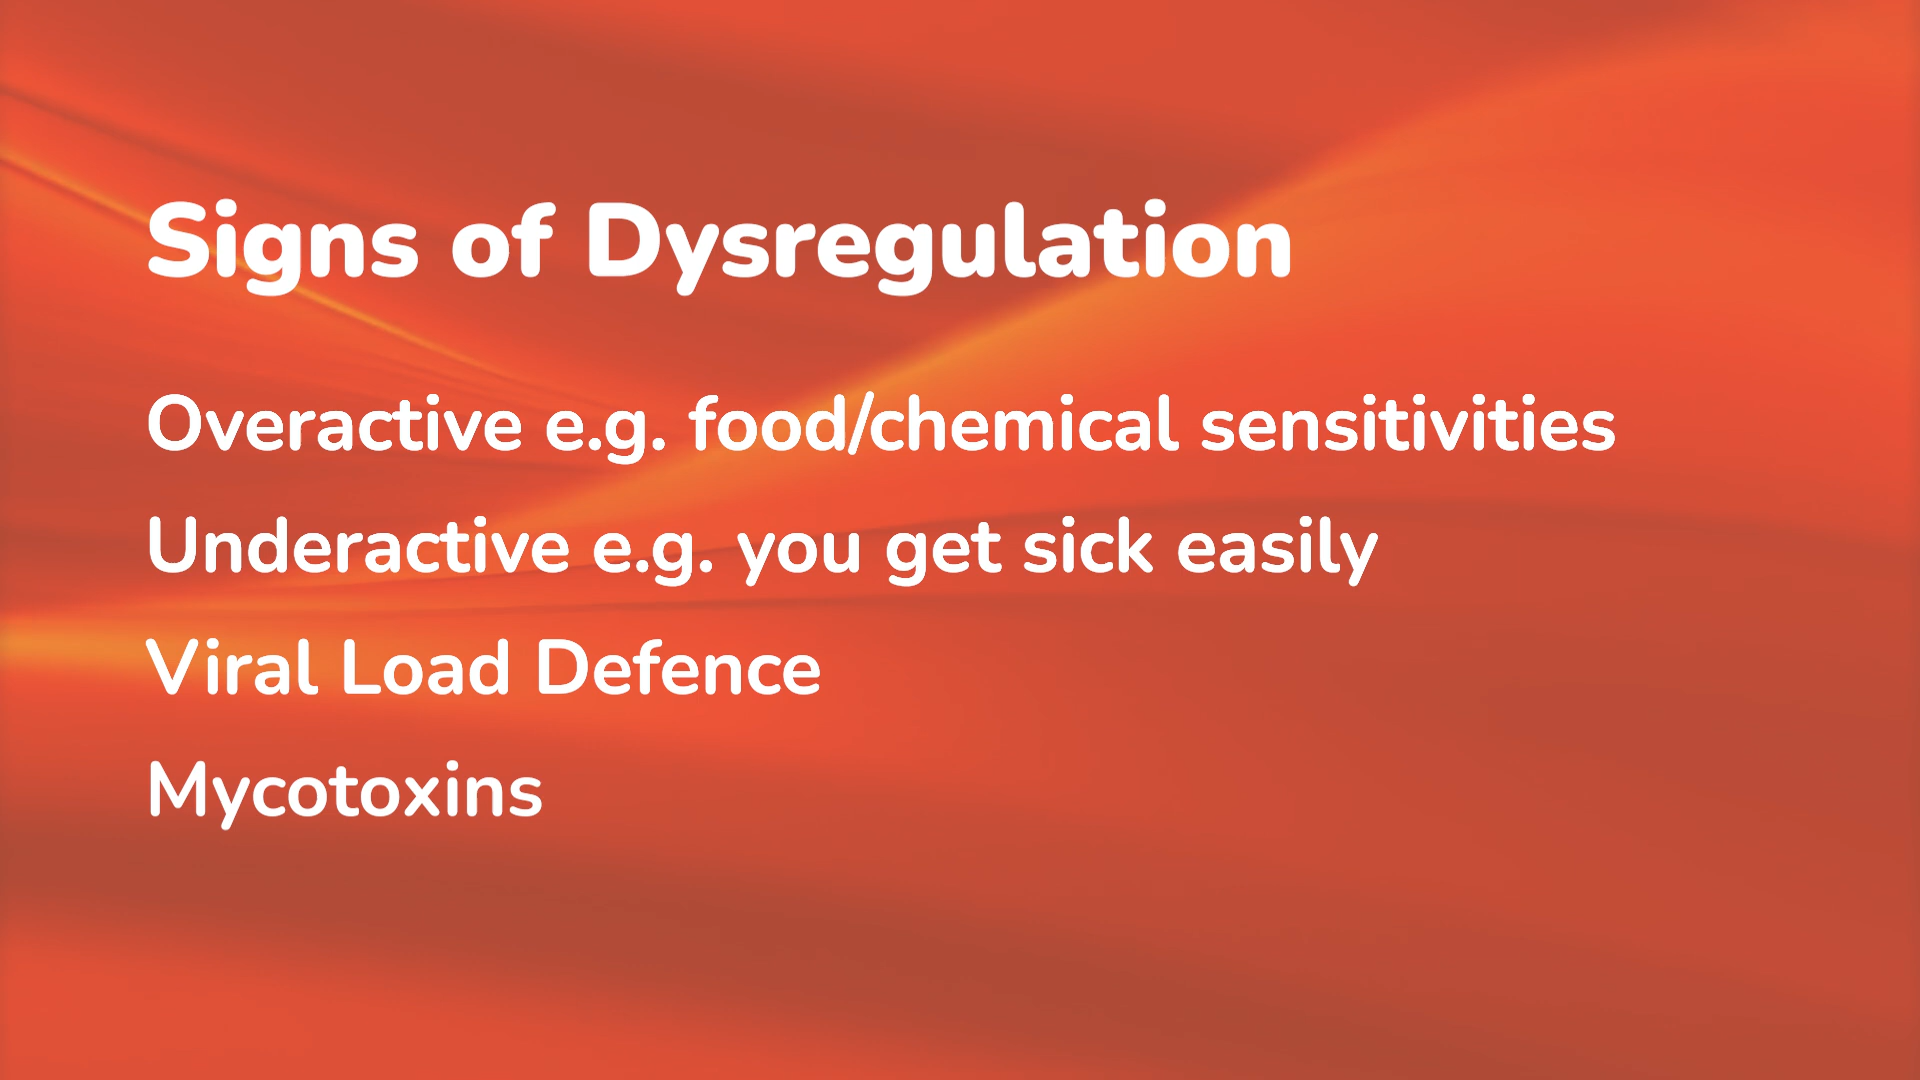 Signs of Dysregulation
Overactive e.g. food/chemical sensitivities
Underactive e.g. you get sick easily
Viral Load Defence
Mycotoxins